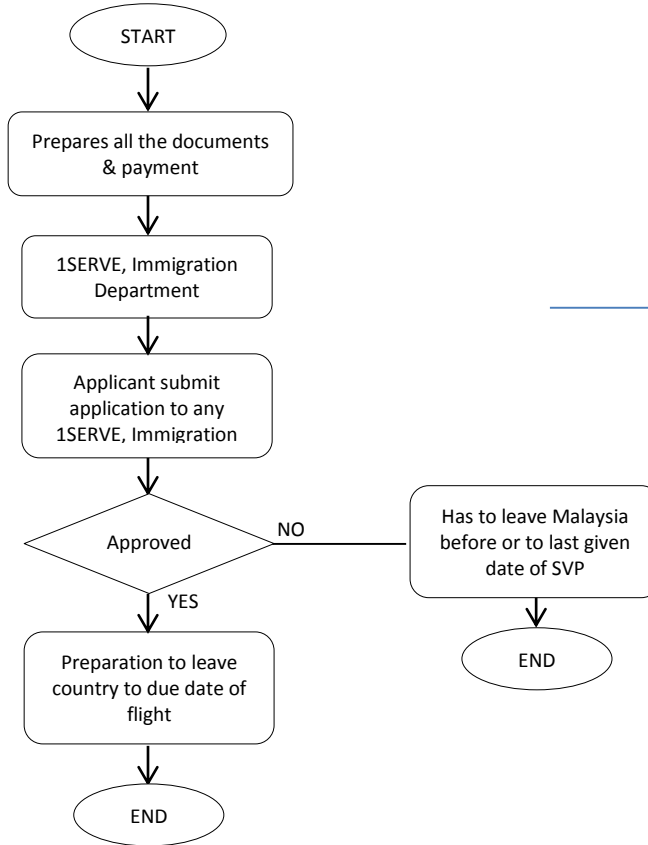 START
Prepares all the documents
& payment
1SERVE, Immigration
Department
Applicant submit
application to any
1SERVE, Immigration
Approved
NO
Has to leave Malaysia
before or to last given
date of SVP
END
YES
Preparation to leave
country to due date of
flight
END